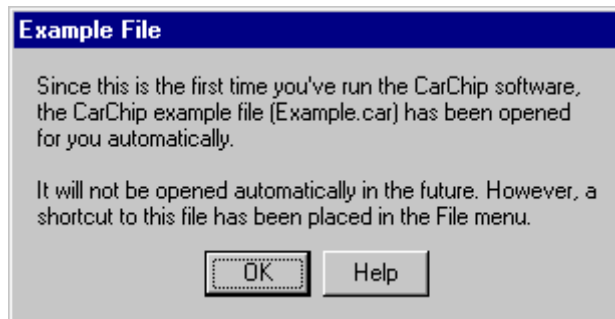 Example File
Since this is the first time you've run the CarChip software,
the CarChip example file (Example.car) has been opened
for you automatically.
It will not be opened automatically in the future. However, a
shortcut to this file has been placed in the File menu.
OK
Help